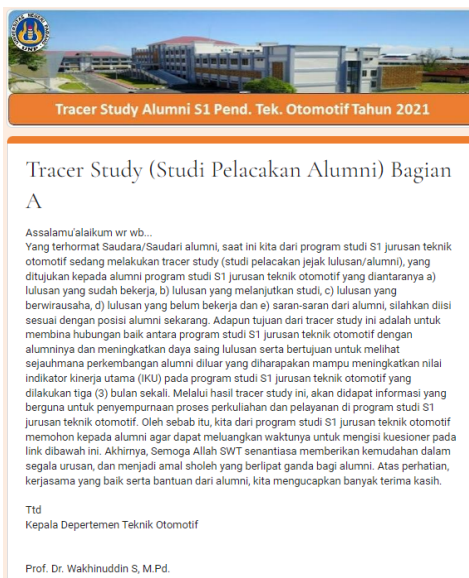 UNP
Tracer Study Alumni S1 Pend. Tek. Otomotif Tahun 2021
Tracer Study (Studi Pelacakan Alumni) Bagian
A
Assalamu'alaikum wr wb...
Yang terhormat Saudara/Saudari alumni, saat ini kita dari program studi S1 jurusan teknik
otomotif sedang melakukan tracer study (studi pelacakan jejak lulusan/alumni), yang
ditujukan kepada alumni program studi S1 jurusan teknik otomotif yang diantaranya a)
lulusan yang sudah bekerja, b) lulusan yang melanjutkan studi, c) lulusan yang
berwirausaha, d) lulusan yang belum bekerja dan e) saran-saran dari alumni, silahkan diisi
sesuai dengan posisi alumni sekarang. Adapun tujuan dari tracer study ini adalah untuk
membina hubungan baik antara program studi S1 jurusan teknik otomotif dengan
alumninya dan meningkatkan daya saing lulusan serta bertujuan untuk melihat
sejauhmana perkembangan alumni diluar yang diharapakan mampu meningkatkan nilai
indikator kinerja utama (IKU) pada program studi S1 jurusan teknik otomotif yang
dilakukan tiga (3) bulan sekali. Melalui hasil tracer study ini, akan didapat informasi yang
berguna untuk penyempurnaan proses perkuliahan dan pelayanan di program studi S1
jurusan teknik otomotif. Oleh sebab itu, kita dari program studi S1 jurusan teknik otomotif
memohon kepada alumni agar dapat meluangkan waktunya untuk mengisi kuesioner pada
link dibawah ini. Akhirnya, Semoga Allah SWT senantiasa memberikan kemudahan dalam
segala urusan, dan menjadi amal sholeh yang berlipat ganda bagi alumni. Atas perhatian,
kerjasama yang baik serta bantuan dari alumni, kita mengucapkan banyak terima kasih.
Ttd
Kepala Depertemen Teknik Otomotif
Prof. Dr. Wakhinuddin S, M.Pd.